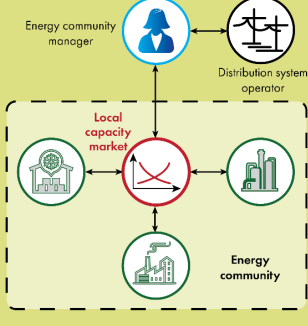 Energy community
manager
Distribution system
operator
Local
capacity
market
Energy
community